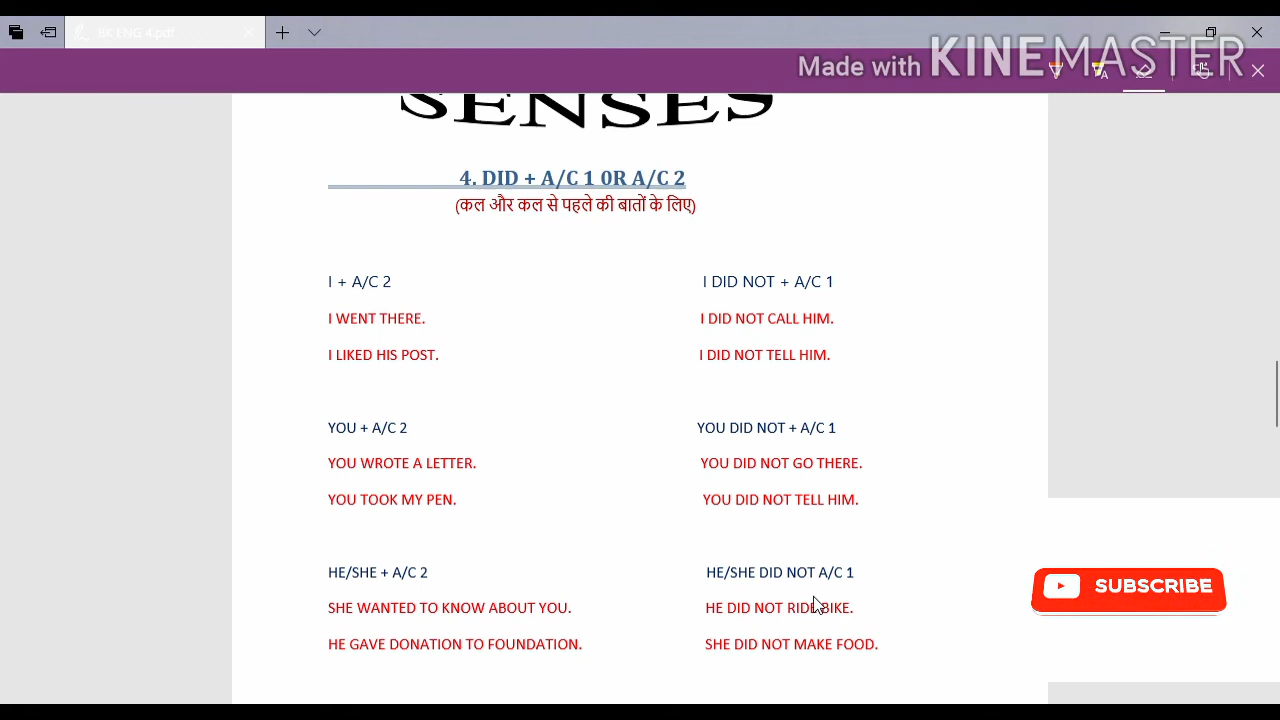 BK ENG 4.pdf
Made with KINEMASTER
SENSES
4. DID + A/C 1 0R A/C 2
(कल और कल से पहले की बातों के लिए)
I + A/C 2
I DID NOT + A/C 1
I WENT THERE.
I DID NOT CALL HIM.
I LIKED HIS POST.
I DID NOT TELL HIM.
YOU + A/C 2
YOU DID NOT + A/C 1
YOU WROTE A LETTER.
YOU DID NOT GO THERE.
YOU TOOK MY PEN.
YOU DID NOT TELL HIM.
HE/SHE + A/C 2
HE/SHE DID NOT A/C 1
SHE WANTED TO KNOW ABOUT YOU.
HE DID NOT RIDE BIKE.
HE GAVE DONATION TO FOUNDATION.
SHE DID NOT MAKE FOOD.
SUBSCRIBE